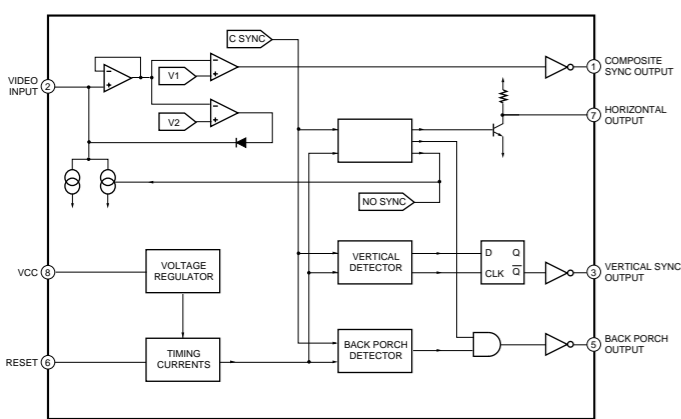 C SYNC
COMPOSITE
SYNC OUTPUT
1
VIDEO
INPUT
2
V1
V2
HORIZONTAL
OUTPUT
7
NO SYNC
VCC
8
VOLTAGE
REGULATOR
VERTICAL
DETECTOR
D Q
CLK Q
3
VERTICAL SYNC
OUTPUT
RESET
6
TIMING
CURRENTS
BACK PORCH
DETECTOR
5
BACK PORCH
OUTPUT